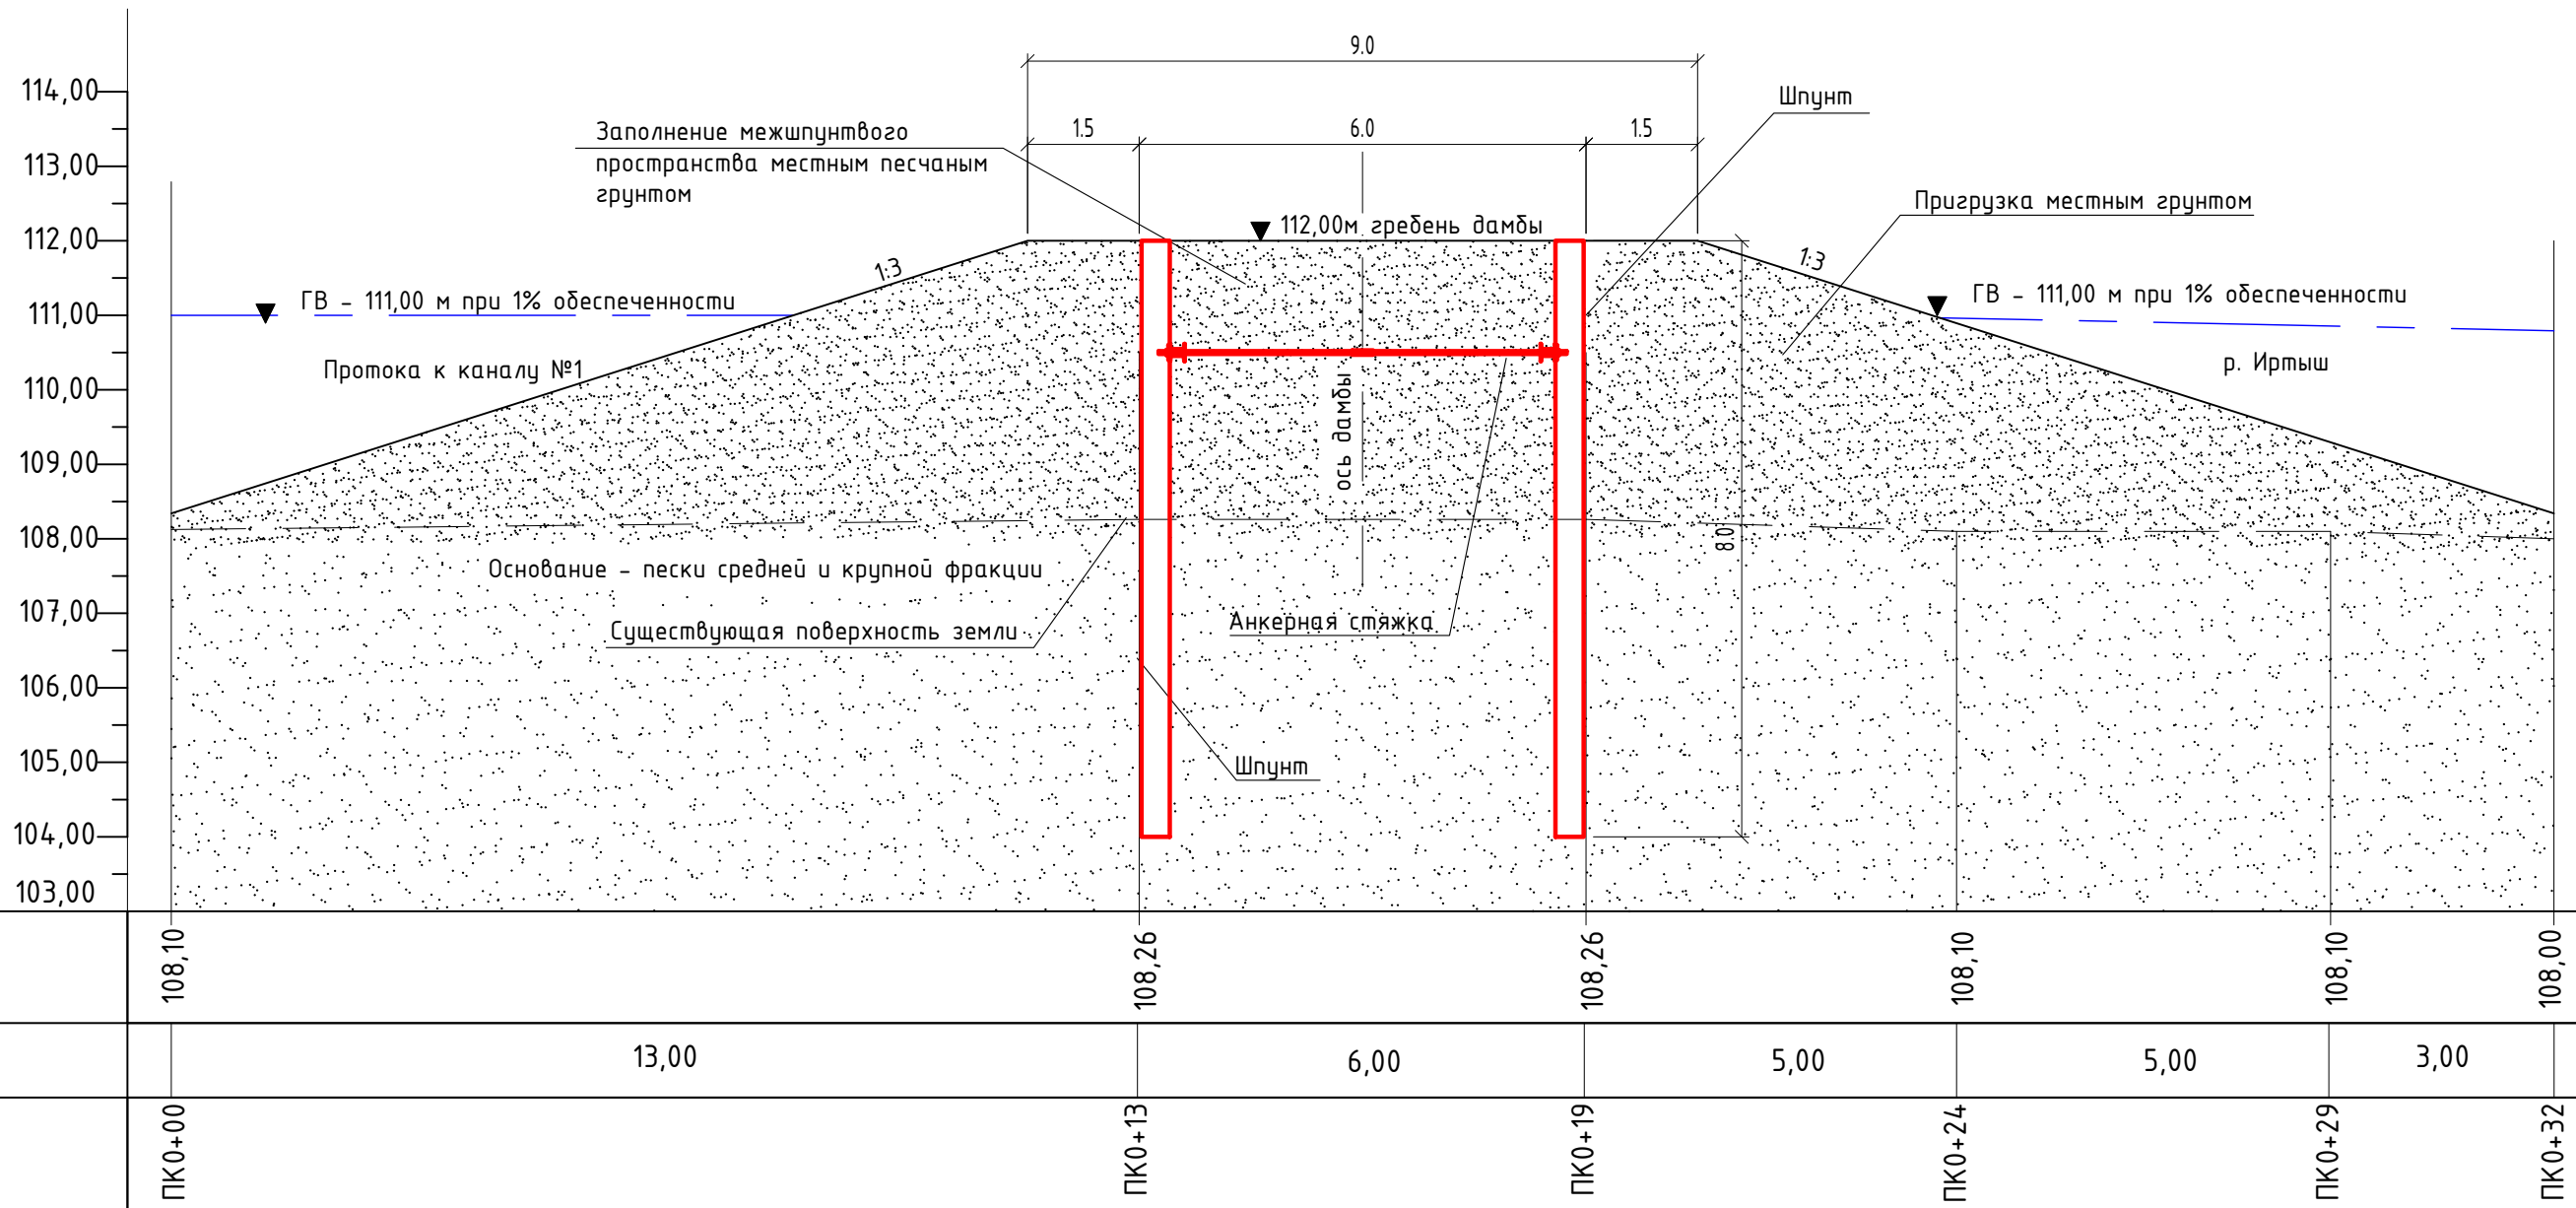 9.0
114,00
Шпунт
1.5
6.0
1.5
Заполнение межшпунтвого
пространства местным песчаным
грунтом
113,00
Пригрузка местным грунтом
112,00м гребень дамбы
112,00
1:3
1:3
ГВ - 111,00 м при 1% обеспеченности
ГВ - 111,00 м при 1% обеспеченности
111,00
Протока к каналу №1
р. Иртыш
110,00
ось дамбы
109,00
108,00
8.0
Основание - пески средней и крупной фракции
107,00
Существующая поверхность земли
Анкерная стяжка
106,00
105,00
Шпунт
104,00
103,00
108,10
108,26
108,26
108,10
108,10
108,00
13,00
6,00
5,00
5,00
3,00
ПК0+00
ПК0+13
ПК0+19
ПК0+24
ПК0+29
ПК0+32